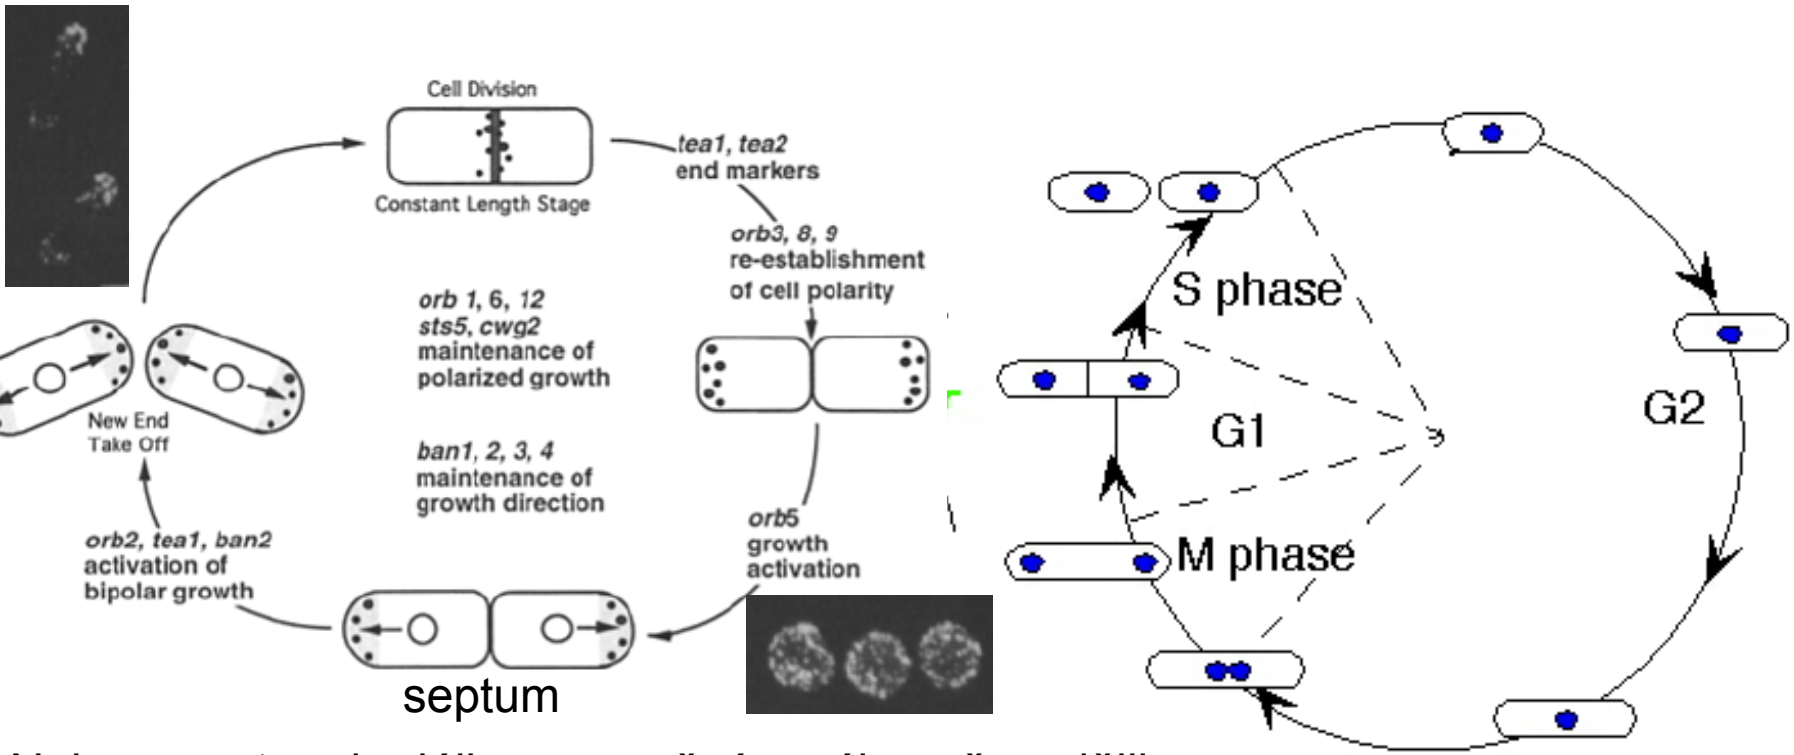 Cell Division
Constant Length Stage
tea1, tea2
end markers
orb3, 8, 9
re-establishment
of cell polarity
orb 1, 6, 12
sts5, cwg2
maintenance of
polarized growth
ban1, 2, 3, 4
maintenance of
growth direction
New End
Take Off
orb2, tea1, ban2
activation of
bipolar growth
orb5
growth
activation
septum
S phase
G1
G2
M phase